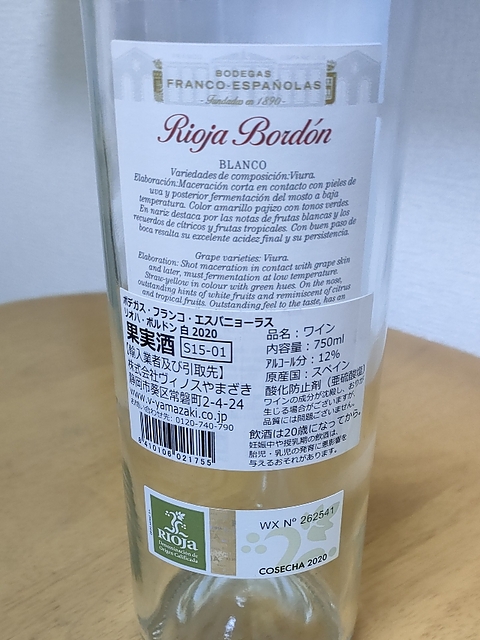 BODEGAS
FRANCO-ESPAÑOLAS
- Fundadas en 1890 -
Rioja Bordón
BLANCO
Variedades de composición:Viura.
Elaboración:Maceración corta en contacto con pieles de
uva y posterior fermentación del mosto a baja
temperatura. Color amarillo pajizo con tonos verdes.
En nariz destaca por las notas de frutas blancas y los
recuerdos de cítricos y frutas tropicales. Con buen paso de
boca resalta su excelente acidez final y su persistencia.
Grape varieties: Viura.
Elaboration: Shot maceration in contact with grape skin
and later, must fermentation at low temperature.
Straw-yellow in colour with green hues. On the nose,
outstanding hints of white fruits and reminiscent of citrus
and tropical fruits. Outstanding feel to the taste, has an
ボデガス・フランコ・エスパニョーラス
リオハ・ボルドン 白 2020
果実酒 S15-01
【輸入業者及び引取先】
株式会社ヴィノスやまざき
静岡市葵区常磐町2-4-24
www.v-yamazaki.co.jp
お問い合わせ先: 0120-740-790
8410106021755
品名：ワイン
内容量：750ml
アルコール分：12%
原産国：スペイン
酸化防止剤（亜硫酸塩）
ワインの成分が沈殿し、おりが
生じる場合がございますが、
品質には問題ございません。
飲酒は20歳になってから。
妊娠中や授乳期の飲酒は、
胎児・乳児の発育に悪影響を
与えるおそれがあります。
RIOJA
Denominación de
Origen Calificada
WX Nº 262541
COSECHA 2020